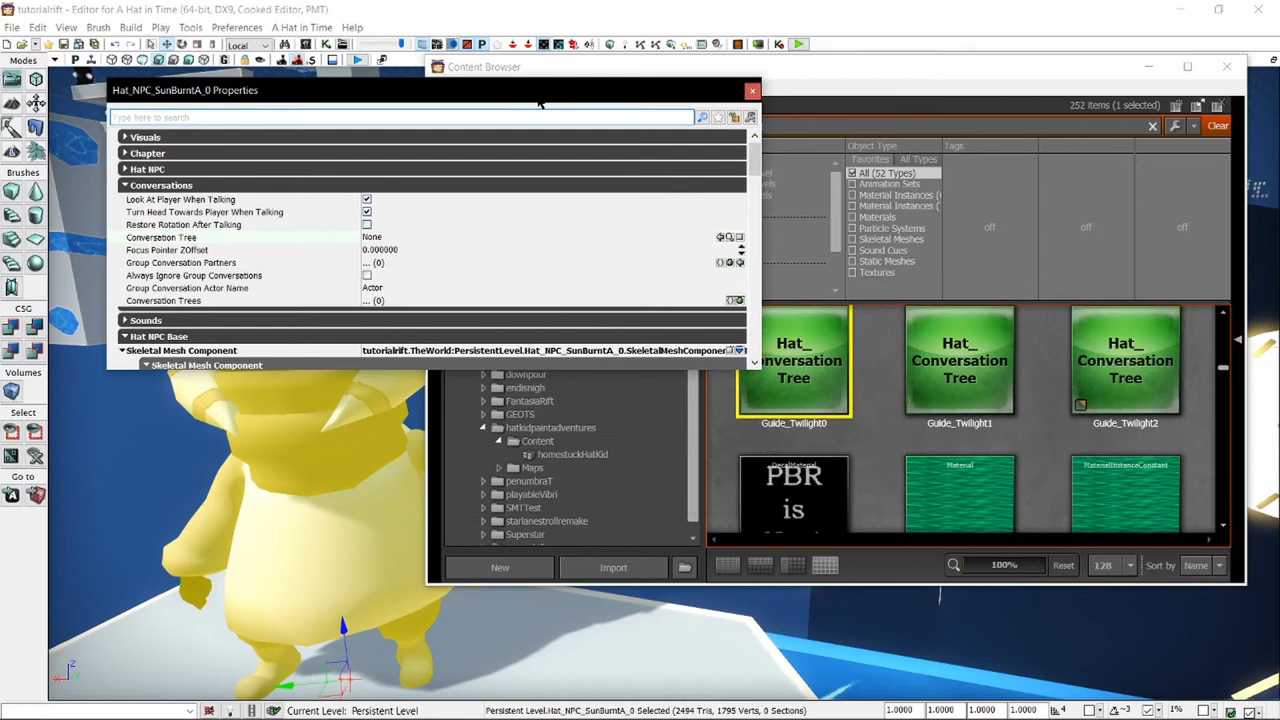 tutorialrift - Editor for A Hat in Time (64-bit, DX9, Cooked Editor, PMT)
File Edit View Brush Build Play Tools Preferences A Hat in Time Help
Local
Modes
Content Browser
Hat_NPC_SunBurntA_0 Properties
Type here to search
252 items (1 selected)
Clear
Visuals
Chapter
Hat NPC
Conversations
Look At Player When Talking
Turn Head Towards Player When Talking
Restore Rotation After Talking
Conversation Tree None
Focus Pointer ZOffset 0.000000
Group Conversation Partners ... (0)
Always Ignore Group Conversations
Group Conversation Actor Name Actor
Conversation Trees ... (0)
Sounds
Hat NPC Base
Skeletal Mesh Component tutorialrift.TheWorld:PersistentLevel.Hat_NPC_SunBurntA_0.SkeletalMeshComponen
Skeletal Mesh Component
Object Type
Tags
Favorites All Types
All (52 Types)
Animation Sets
Material Instances (
Material Instances (
Materials
Particle Systems
Skeletal Meshes
Sound Cues
Static Meshes
Textures
off off off
Brushes
CSG
Volumes
Select
Go to
Hat_
Conversation
Tree
Hat_
Conversation
Tree
Hat_
Conversation
Tree
Guide_Twilight0 Guide_Twilight1 Guide_Twilight2
downpour
endisnigh
FantasiaRift
GEOTS
hatkidpaintadventures
Content
homestuckHatKid
Maps
penumbraT
playableVibri
SMTTest
starlanestrollremake
Superstar
DecalMaterial
Material
MaterialInstanceConstant
PBR
is
New Import
100% Reset 128 Sort by Name
Current Level: Persistent Level
Persistent Level.Hat_NPC_SunBurntA_0 Selected (2494 Tris, 1795 Verts, 0 Sections)
1.0000 1.0000 1.0000 1.0000 4 ~3 1%